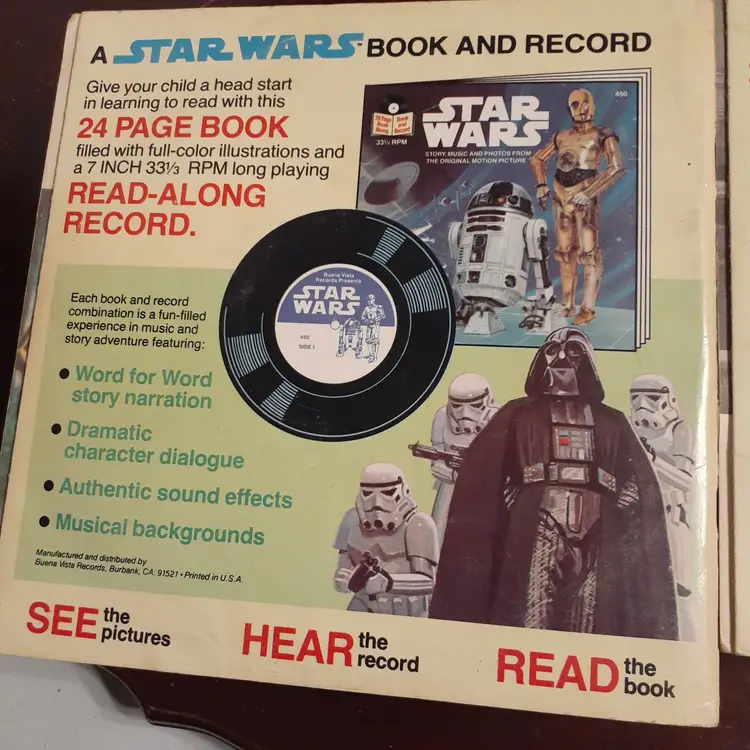 A STAR WARS™ BOOK AND RECORD
Give your child a head start
in learning to read with this
24 PAGE BOOK
filled with full-color illustrations and
a 7 INCH 33⅓ RPM long playing
READ-ALONG
RECORD.
24 Page
Read-
Along
Book
and
Record
33⅓ RPM
450
STAR
WARS
STORY, MUSIC AND PHOTOS FROM
THE ORIGINAL MOTION PICTURE
Buena Vista
Records Presents
STAR
WARS
450
SIDE 1
Each book and record
combination is a fun-filled
experience in music and
story adventure featuring:
● Word for Word
story narration
● Dramatic
character dialogue
● Authentic sound effects
● Musical backgrounds
Manufactured and distributed by
Buena Vista Records, Burbank, CA. 91521 • Printed in U.S.A.
SEE the
pictures
HEAR the
record
READ the
book